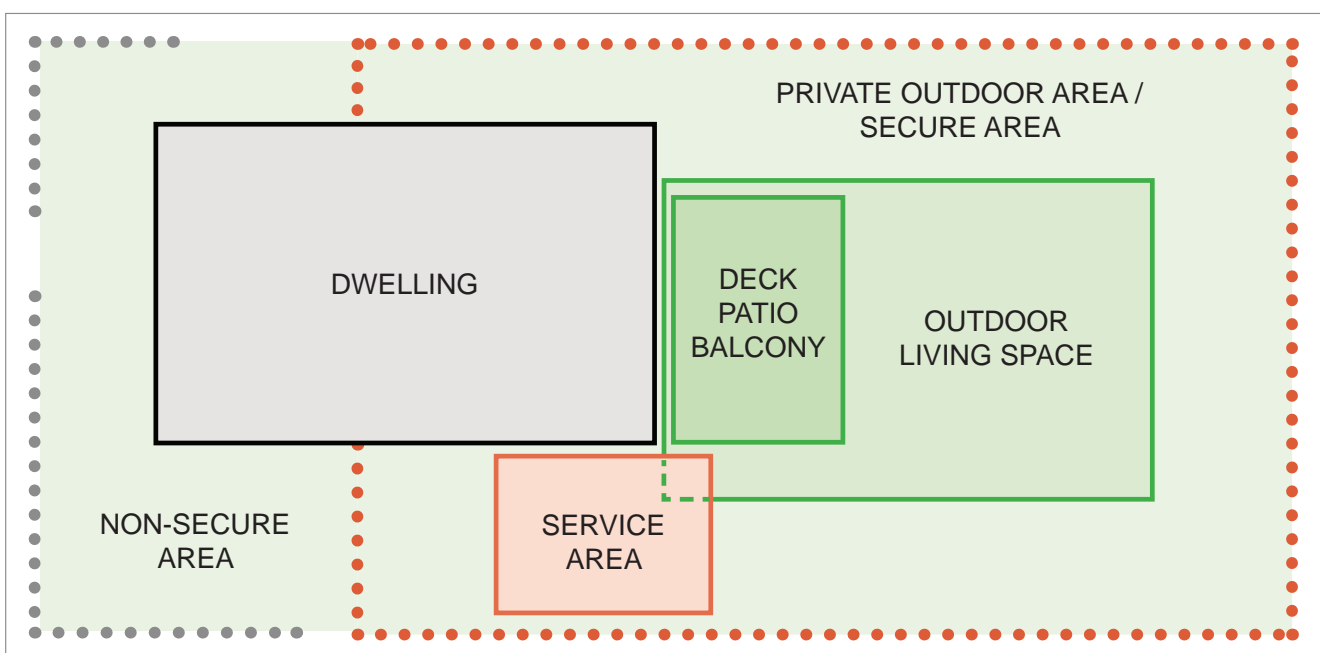 PRIVATE OUTDOOR AREA /
SECURE AREA
DWELLING
DECK
PATIO
BALCONY
OUTDOOR
LIVING SPACE
NON-SECURE
AREA
SERVICE
AREA